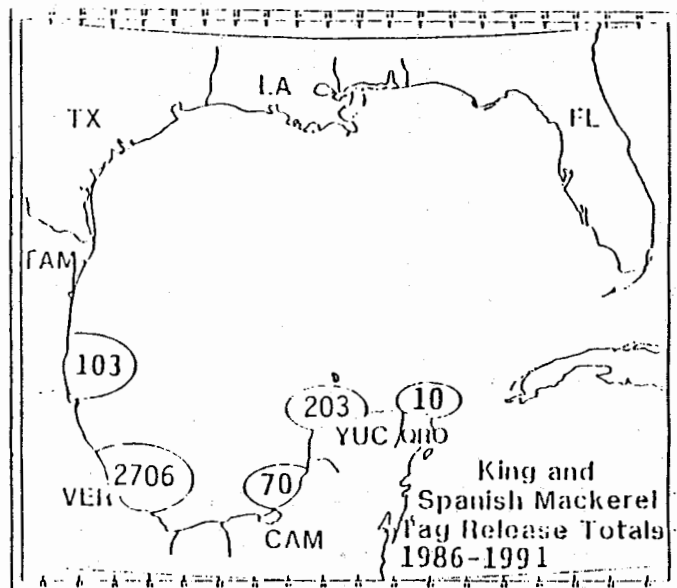 LA
TX
FL
TAM
103
203
10
YUC
QRO
2706
70
VER
CAM
King and
Spanish Mackerel
Tag Release Totals
1986-1991